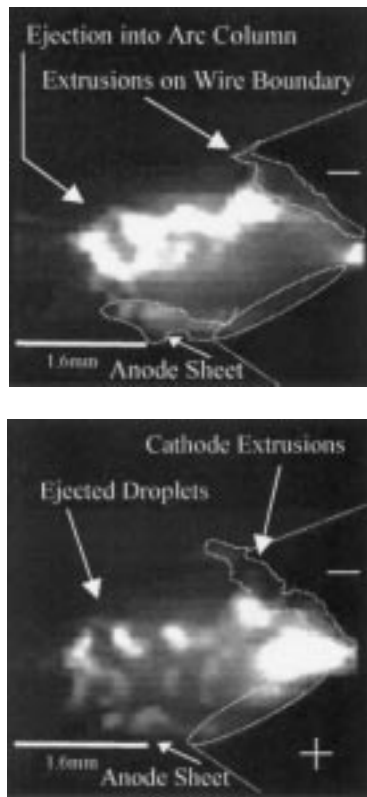 Ejection into Arc Column
Extrusions on Wire Boundary
−
1.6mm
Anode Sheet
Cathode Extrusions
Ejected Droplets
−
1.6mm
Anode Sheet
+